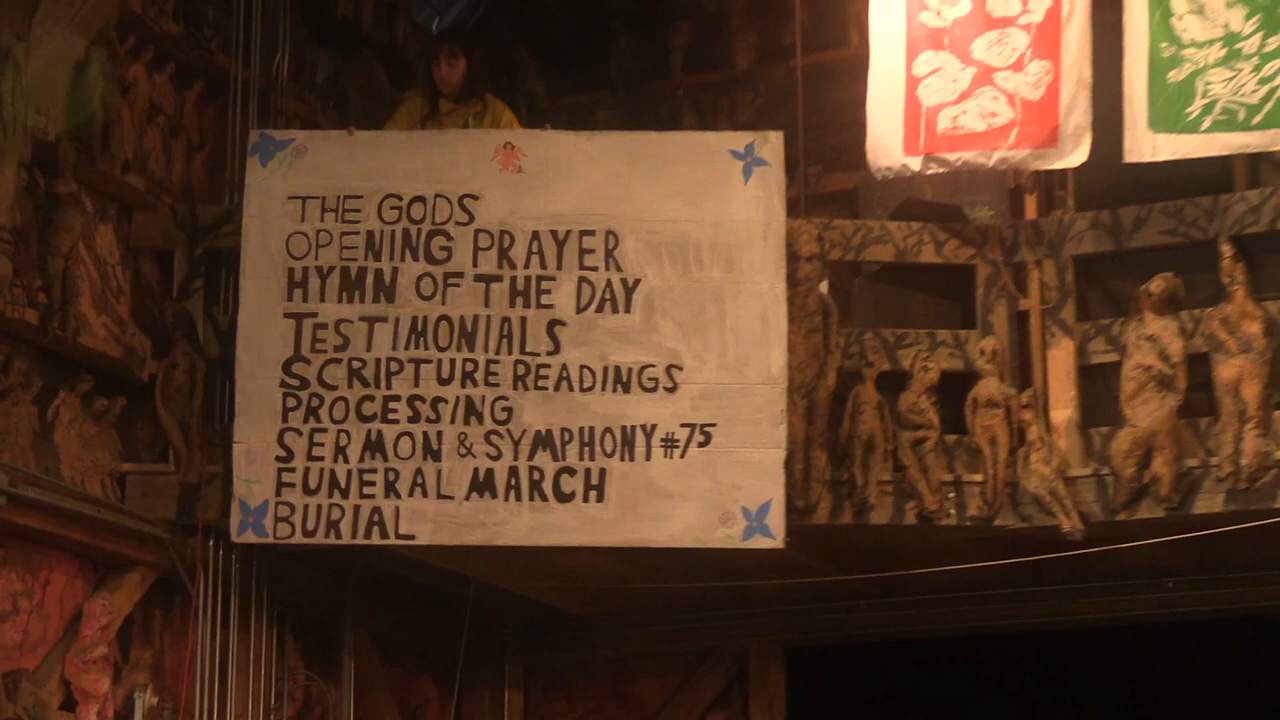 THE GODS
OPENING PRAYER
HYMN OF THE DAY
TESTIMONIALS
SCRIPTURE READINGS
PROCESSING
SERMON & SYMPHONY #75
FUNERAL MARCH
BURIAL